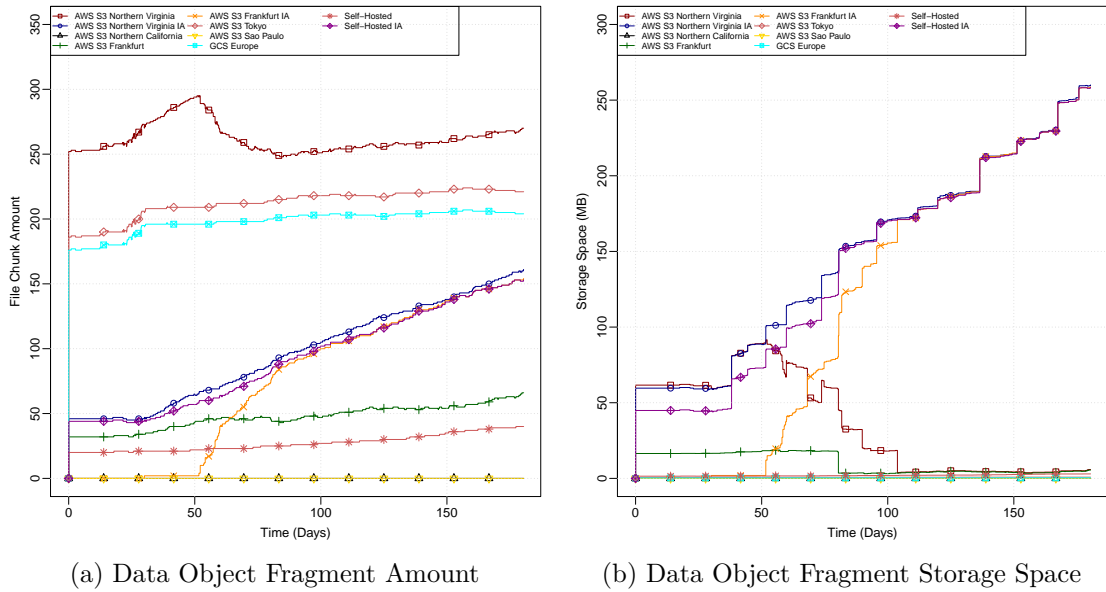 AWS S3 Northern Virginia
AWS S3 Northern Virginia IA
AWS S3 Northern California
AWS S3 Frankfurt
AWS S3 Frankfurt IA
AWS S3 Tokyo
AWS S3 Sao Paulo
GCS Europe
Self−Hosted
Self−Hosted IA
350
300
250
200
150
100
50
0
File Chunk Amount
0 50 100 150
Time (Days)
(a) Data Object Fragment Amount
AWS S3 Northern Virginia
AWS S3 Northern Virginia IA
AWS S3 Northern California
AWS S3 Frankfurt
AWS S3 Frankfurt IA
AWS S3 Tokyo
AWS S3 Sao Paulo
GCS Europe
Self−Hosted
Self−Hosted IA
250
200
150
100
50
0
Storage Space (MB)
0 50 100 150
Time (Days)
(b) Data Object Fragment Storage Space